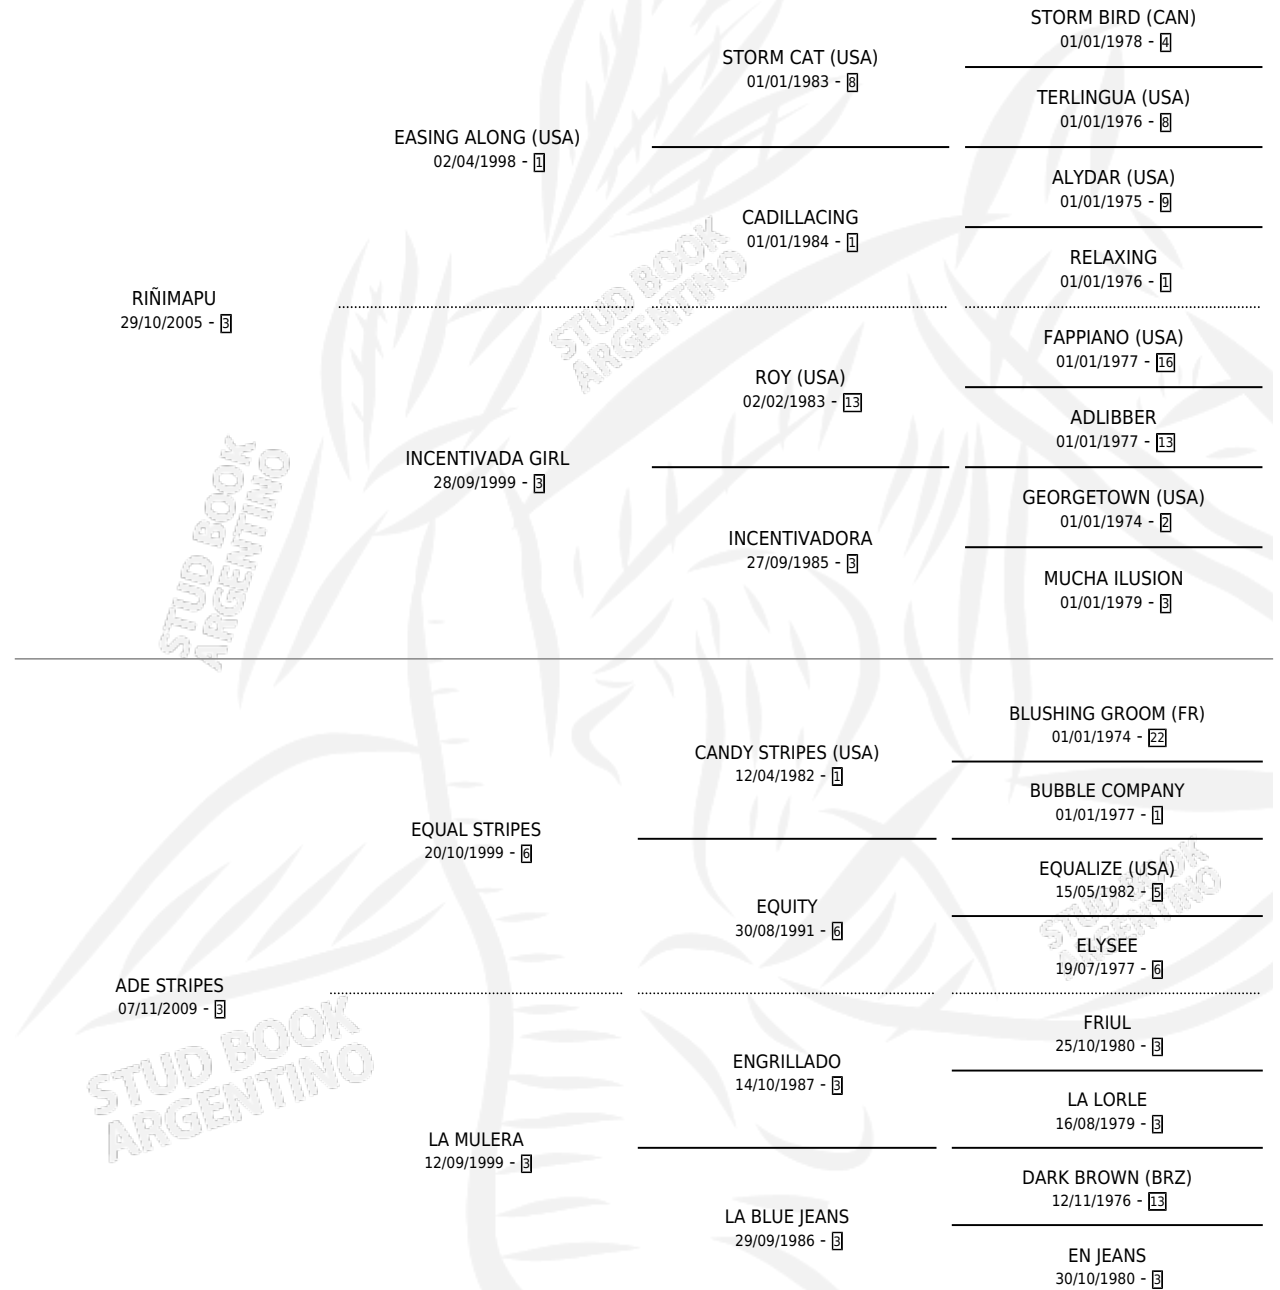 STORM BIRD (CAN)
01/01/1978 - 4
STORM CAT (USA)
01/01/1983 - 8
TERLINGUA (USA)
01/01/1976 - 8
EASING ALONG (USA)
02/04/1998 - 1
ALYDAR (USA)
01/01/1975 - 9
CADILLACING
01/01/1984 - 1
RELAXING
01/01/1976 - 1
RIÑIMAPU
29/10/2005 - 3
STUD BOOK
ARGENTINO
FAPPIANO (USA)
01/01/1977 - 16
ROY (USA)
02/02/1983 - 13
ADLIBBER
01/01/1977 - 13
INCENTIVADA GIRL
28/09/1999 - 3
GEORGETOWN (USA)
01/01/1974 - 2
INCENTIVADORA
27/09/1985 - 3
MUCHA ILUSION
01/01/1979 - 3
STUD BOOK
ARGENTINO
BLUSHING GROOM (FR)
01/01/1974 - 22
CANDY STRIPES (USA)
12/04/1982 - 1
BUBBLE COMPANY
01/01/1977 - 1
EQUAL STRIPES
20/10/1999 - 6
EQUALIZE (USA)
15/05/1982 - 5
EQUITY
30/08/1991 - 6
ELYSEE
19/07/1977 - 6
STUD BOOK
ARGENTINO
ADE STRIPES
07/11/2009 - 3
FRIUL
25/10/1980 - 3
ENGRILLADO
14/10/1987 - 3
LA LORLE
16/08/1979 - 3
STUD BOOK
ARGENTINO
LA MULERA
12/09/1999 - 3
DARK BROWN (BRZ)
12/11/1976 - 13
LA BLUE JEANS
29/09/1986 - 3
EN JEANS
30/10/1980 - 3